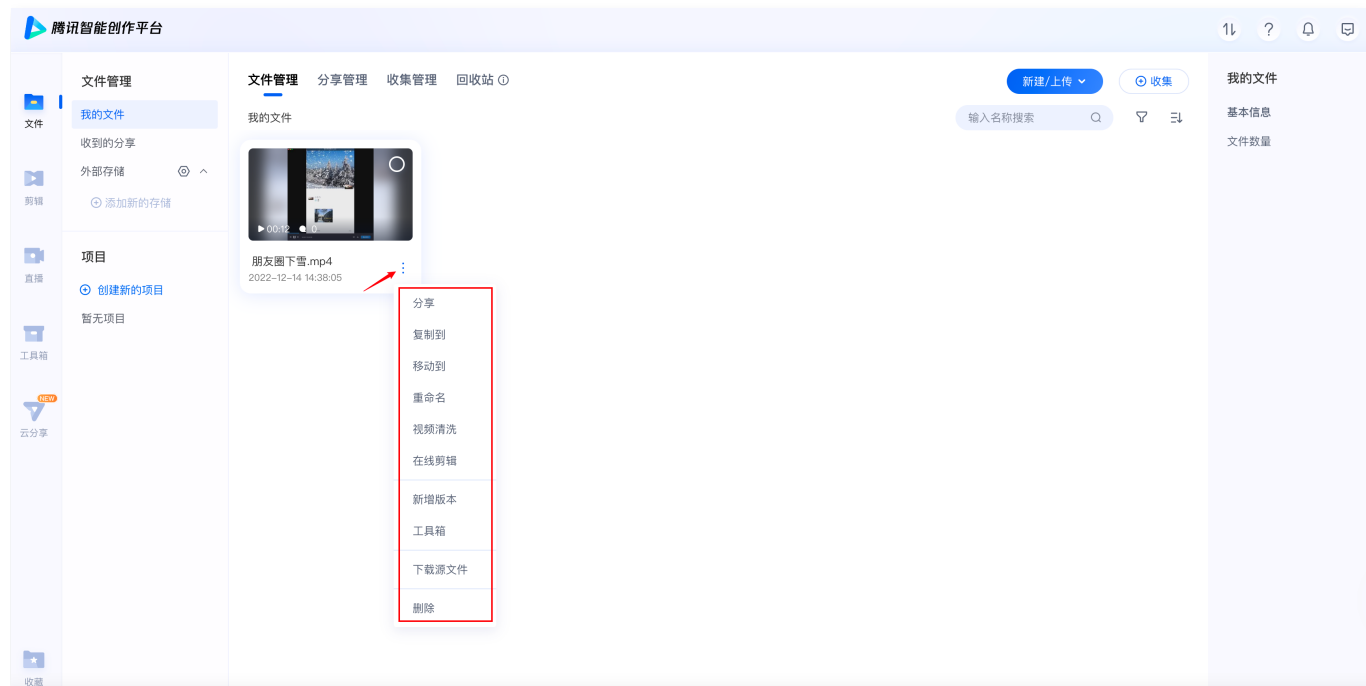 腾讯智能创作平台
文件
剪辑
直播
工具箱
NEW
云分享
收藏
文件管理
我的文件
收到的分享
外部存储
添加新的存储
项目
创建新的项目
暂无项目
文件管理 分享管理 收集管理 回收站
新建/上传 收集
我的文件
输入名称搜索
00:12 0
朋友圈下雪.mp4
2022-12-14 14:38:05
分享
复制到
移动到
重命名
视频清洗
在线剪辑
新增版本
工具箱
下载源文件
删除
我的文件
基本信息
文件数量